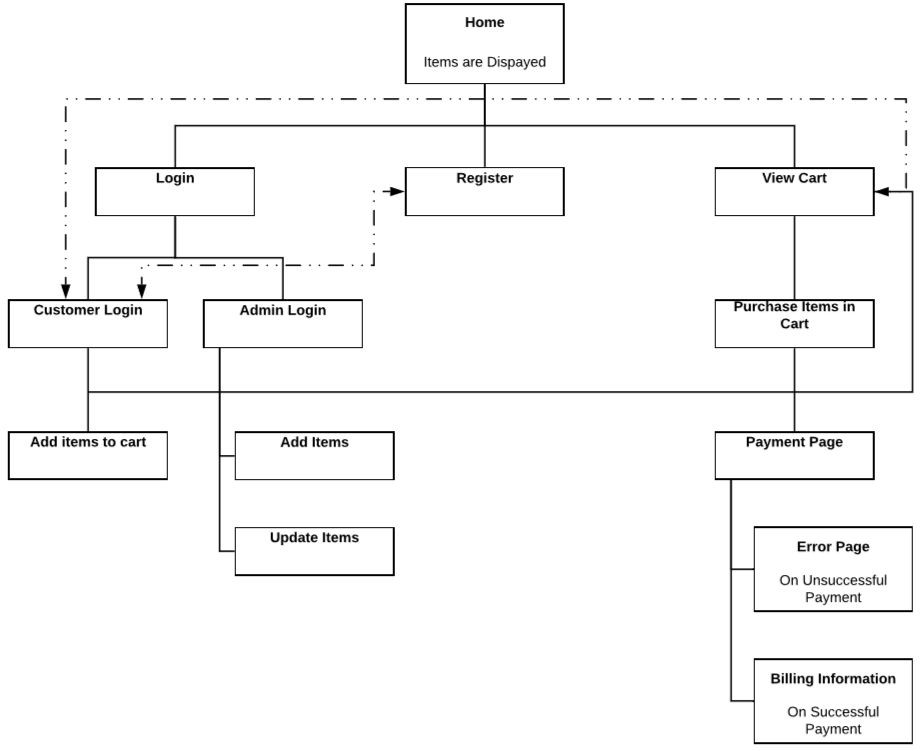 Home
Items are Dispayed
Login
Register
View Cart
Customer Login
Admin Login
Purchase Items in
Cart
Add items to cart
Add Items
Payment Page
Update Items
Error Page
On Unsuccessful
Payment
Billing Information
On Successful
Payment